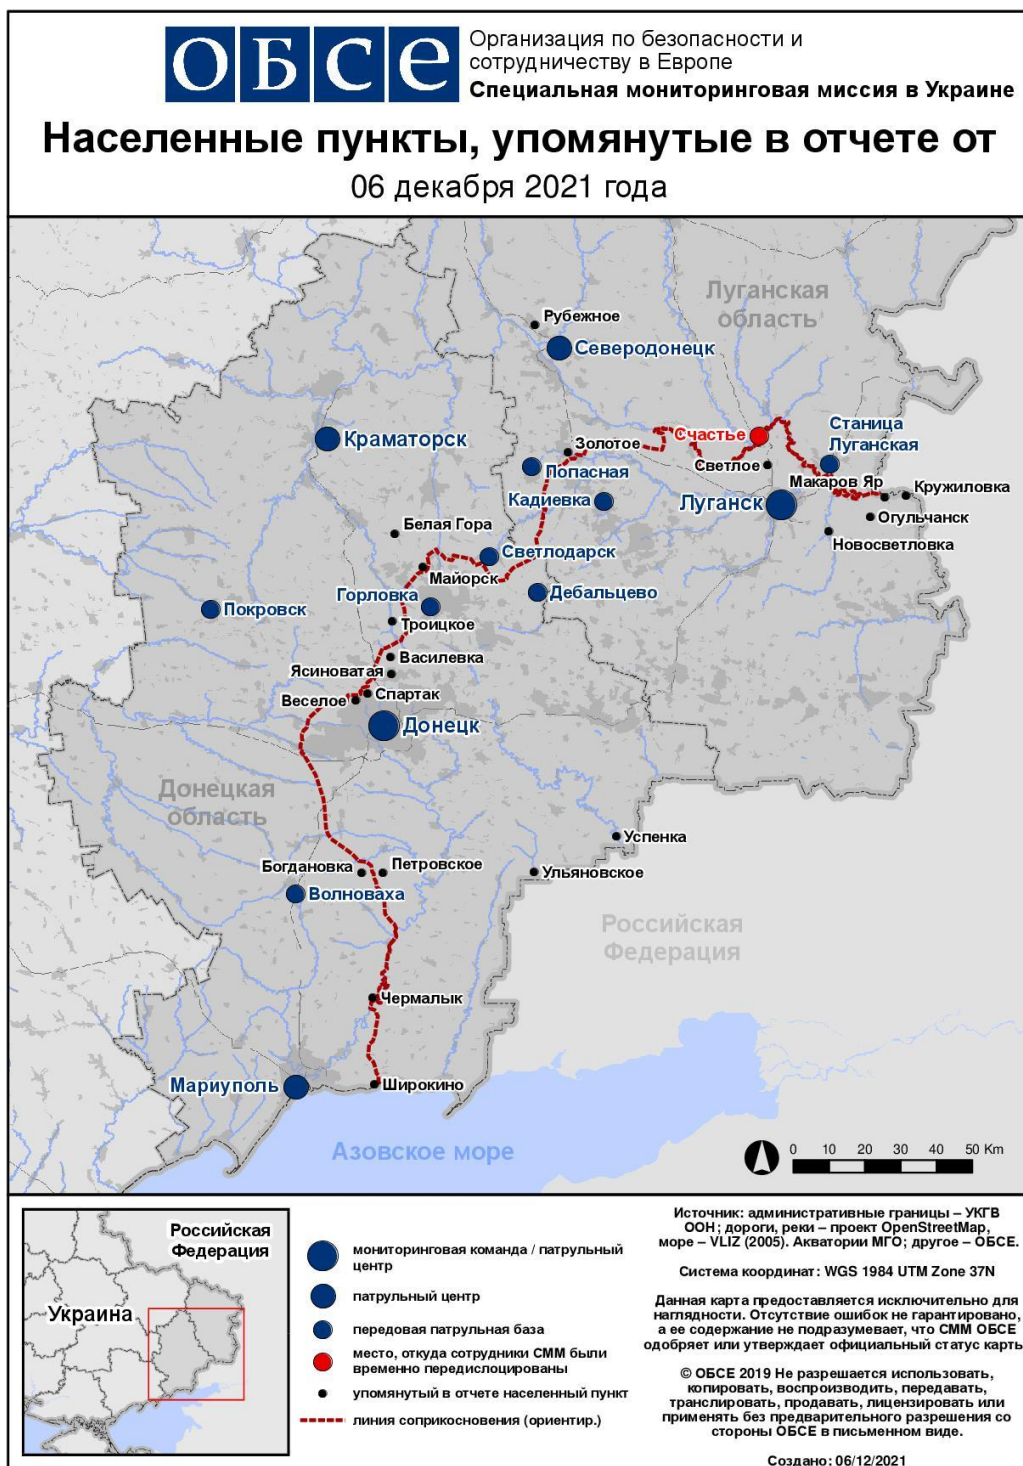 ОБСЕ
Организация по безопасности и
сотрудничеству в Европе
Специальная мониторинговая миссия в Украине
Населенные пункты, упомянутые в отчете от
06 декабря 2021 года
Луганская
область
Рубежное
Северодонецк
Краматорск
Золотое
Счастье
Станица
Луганская
Попасная
Светлое
Макаров Яр
Кружиловка
Кадиевка
Луганск
Огульчанск
Белая Гора
Новосветловка
Светлодарск
Майорск
Дебальцево
Горловка
Покровск
Троицкое
Василевка
Ясиноватая
Спартак
Веселое
Донецк
Донецкая
область
Успенка
Богдановка
Петровское
Ульяновское
Волноваха
Российская
Федерация
Чермалык
Мариуполь
Широкино
Азовское море
0 10 20 30 40 50 Km
Российская
Федерация
Украина
мониторинговая команда / патрульный
центр
патрульный центр
передовая патрульная база
место, откуда сотрудники СММ были
временно передислоцированы
упомянутый в отчете населенный пункт
линия соприкосновения (ориентир.)
Источник: административные границы – УКГВ
ООН; дороги, реки – проект OpenStreetMap,
море – VLIZ (2005). Акватории МГО; другое – ОБСЕ.
Система координат: WGS 1984 UTM Zone 37N
Данная карта предоставляется исключительно для
наглядности. Отсутствие ошибок не гарантировано,
а ее содержание не подразумевает, что СММ ОБСЕ
одобряет или утверждает официальный статус карты
© ОБСЕ 2019 Не разрешается использовать,
копировать, воспроизводить, передавать,
транслировать, продавать, лицензировать или
применять без предварительного разрешения со
стороны ОБСЕ в письменном виде.
Создано: 06/12/2021